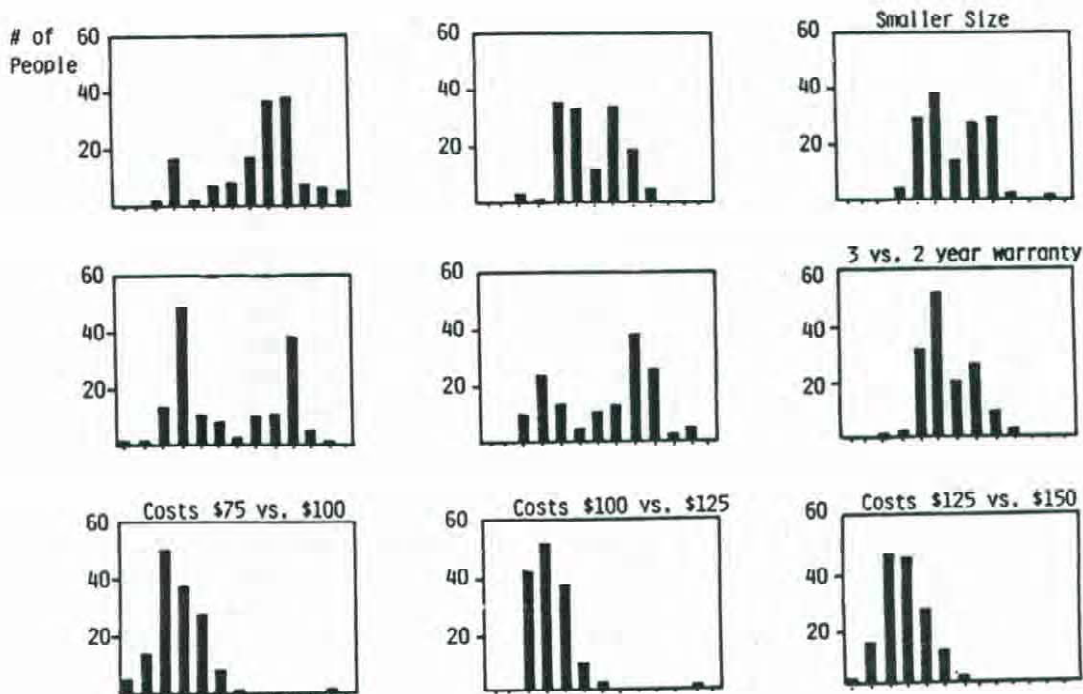 Smaller Size
# of 60 60 60
People
40 40 40
20 20 20
3 vs. 2 year warranty
60 60 60
40 40 40
20 20 20
Costs $75 vs. $100 Costs $100 vs. $125 Costs $125 vs. $150
60 60 60
40 40 40
20 20 20